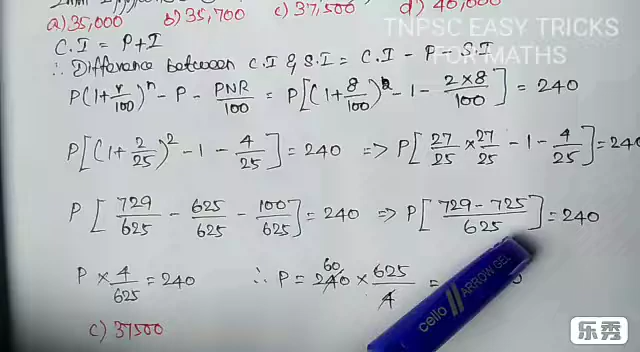 a) 35,000 b) 35,700 c) 37,500 d) 40,000
TNPSC EASY TRICKS
FOR MATHS
C.I = P+I
∴ Difference between C.I & S.I = C.I - P - S.I
P(1+r/100)^n - P - PNR/100 = P[(1+8/100)^2 - 1 - 2×8/100] = 240
P[(1+2/25)^2 - 1 - 4/25] = 240 => P[27/25 × 27/25 - 1 - 4/25] = 240
P[729/625 - 625/625 - 100/625] = 240 => P[729-725/625] = 240
P × 4/625 = 240 ∴ P = 240 60 × 625/4 =
c) 37500
cello ARROW GEL
乐秀